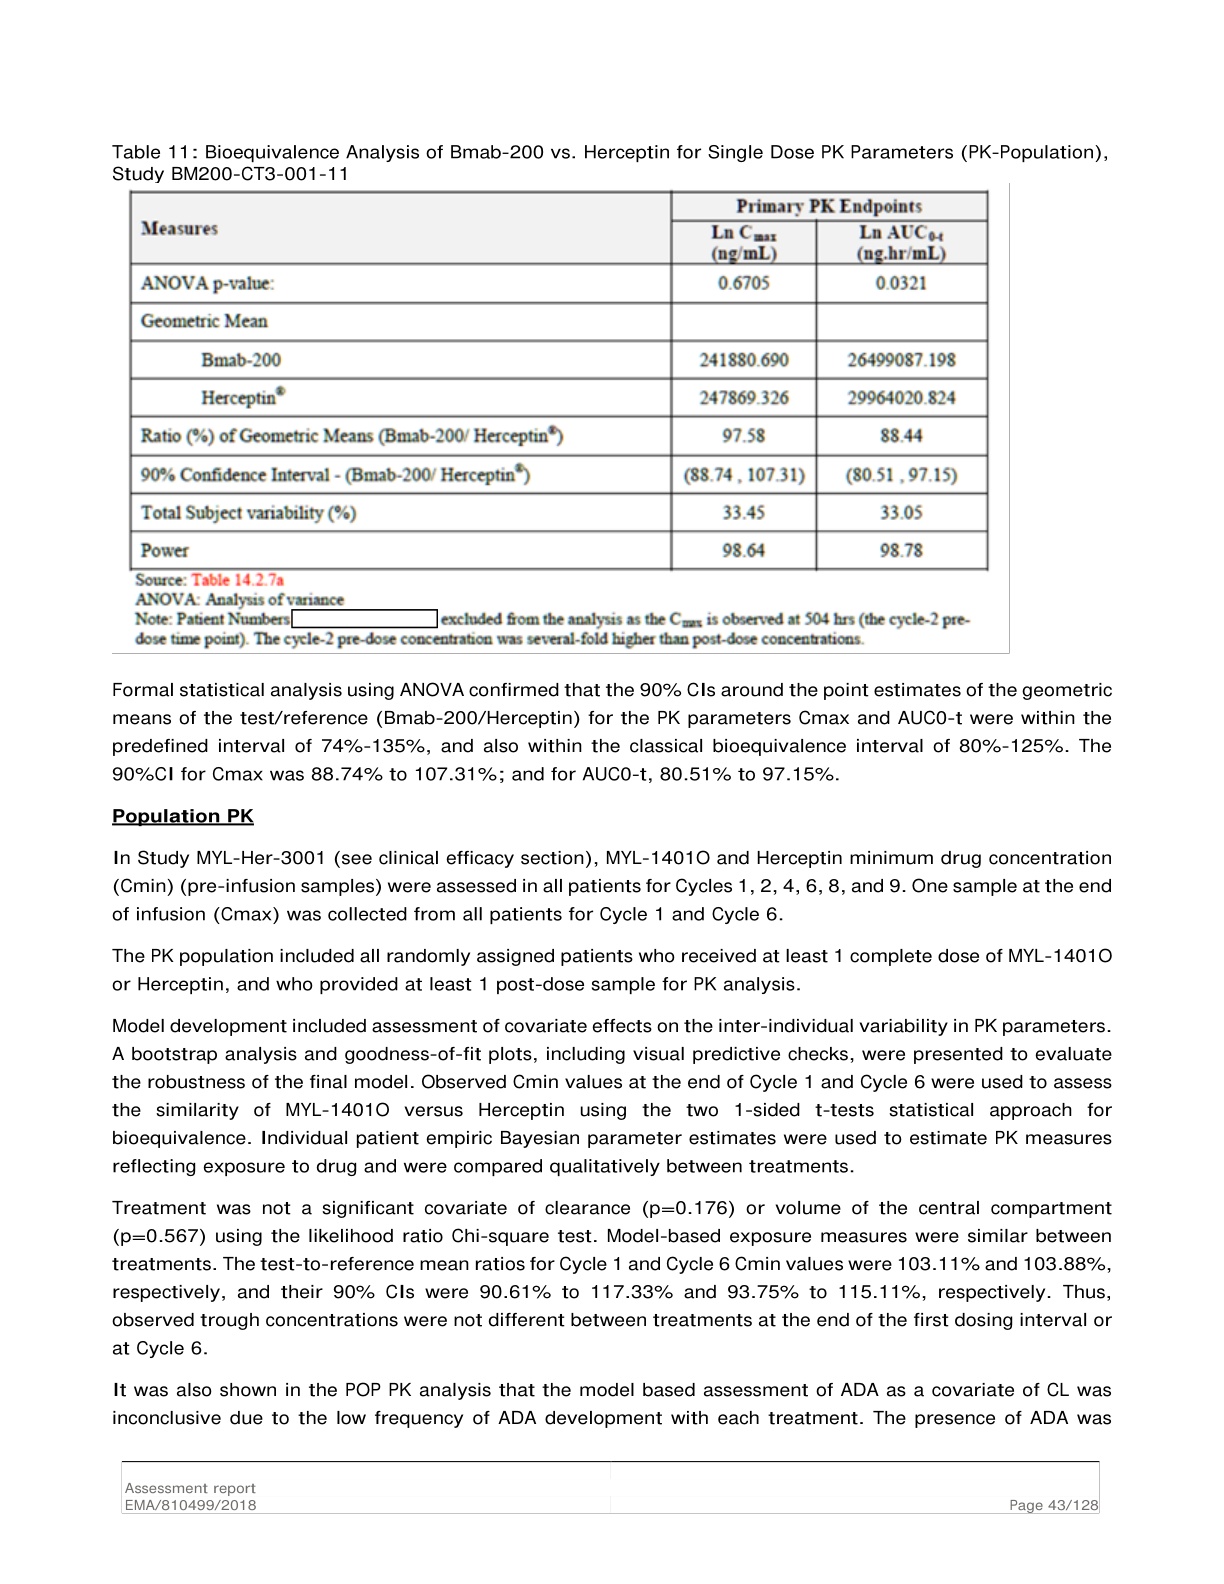 Table 11: Bioequivalence Analysis of Bmab-200 vs. Herceptin for Single Dose PK Parameters (PK-Population),
Study BM200-CT3-001-11
Measures
Primary PK Endpoints
Ln Cmax (ng/mL)
Ln AUC0-t (ng.hr/mL)
ANOVA p-value: 0.6705 0.0321
Geometric Mean
Bmab-200 241880.690 26499087.198
Herceptin® 247869.326 29964020.824
Ratio (%) of Geometric Means (Bmab-200/ Herceptin®) 97.58 88.44
90% Confidence Interval - (Bmab-200/ Herceptin®) (88.74 , 107.31) (80.51 , 97.15)
Total Subject variability (%) 33.45 33.05
Power 98.64 98.78
Source: Table 14.2.7a
ANOVA: Analysis of variance
Note: Patient Numbers excluded from the analysis as the Cmax is observed at 504 hrs (the cycle-2 pre-
dose time point). The cycle-2 pre-dose concentration was several-fold higher than post-dose concentrations.
Formal statistical analysis using ANOVA confirmed that the 90% CIs around the point estimates of the geometric
means of the test/reference (Bmab-200/Herceptin) for the PK parameters Cmax and AUC0-t were within the
predefined interval of 74%-135%, and also within the classical bioequivalence interval of 80%-125%. The
90%CI for Cmax was 88.74% to 107.31%; and for AUC0-t, 80.51% to 97.15%.
Population PK
In Study MYL-Her-3001 (see clinical efficacy section), MYL-1401O and Herceptin minimum drug concentration
(Cmin) (pre-infusion samples) were assessed in all patients for Cycles 1, 2, 4, 6, 8, and 9. One sample at the end
of infusion (Cmax) was collected from all patients for Cycle 1 and Cycle 6.
The PK population included all randomly assigned patients who received at least 1 complete dose of MYL-1401O
or Herceptin, and who provided at least 1 post-dose sample for PK analysis.
Model development included assessment of covariate effects on the inter-individual variability in PK parameters.
A bootstrap analysis and goodness-of-fit plots, including visual predictive checks, were presented to evaluate
the robustness of the final model. Observed Cmin values at the end of Cycle 1 and Cycle 6 were used to assess
the similarity of MYL-1401O versus Herceptin using the two 1-sided t-tests statistical approach for
bioequivalence. Individual patient empiric Bayesian parameter estimates were used to estimate PK measures
reflecting exposure to drug and were compared qualitatively between treatments.
Treatment was not a significant covariate of clearance (p=0.176) or volume of the central compartment
(p=0.567) using the likelihood ratio Chi-square test. Model-based exposure measures were similar between
treatments. The test-to-reference mean ratios for Cycle 1 and Cycle 6 Cmin values were 103.11% and 103.88%,
respectively, and their 90% CIs were 90.61% to 117.33% and 93.75% to 115.11%, respectively. Thus,
observed trough concentrations were not different between treatments at the end of the first dosing interval or
at Cycle 6.
It was also shown in the POP PK analysis that the model based assessment of ADA as a covariate of CL was
inconclusive due to the low frequency of ADA development with each treatment. The presence of ADA was
Assessment report
EMA/810499/2018 Page 43/128